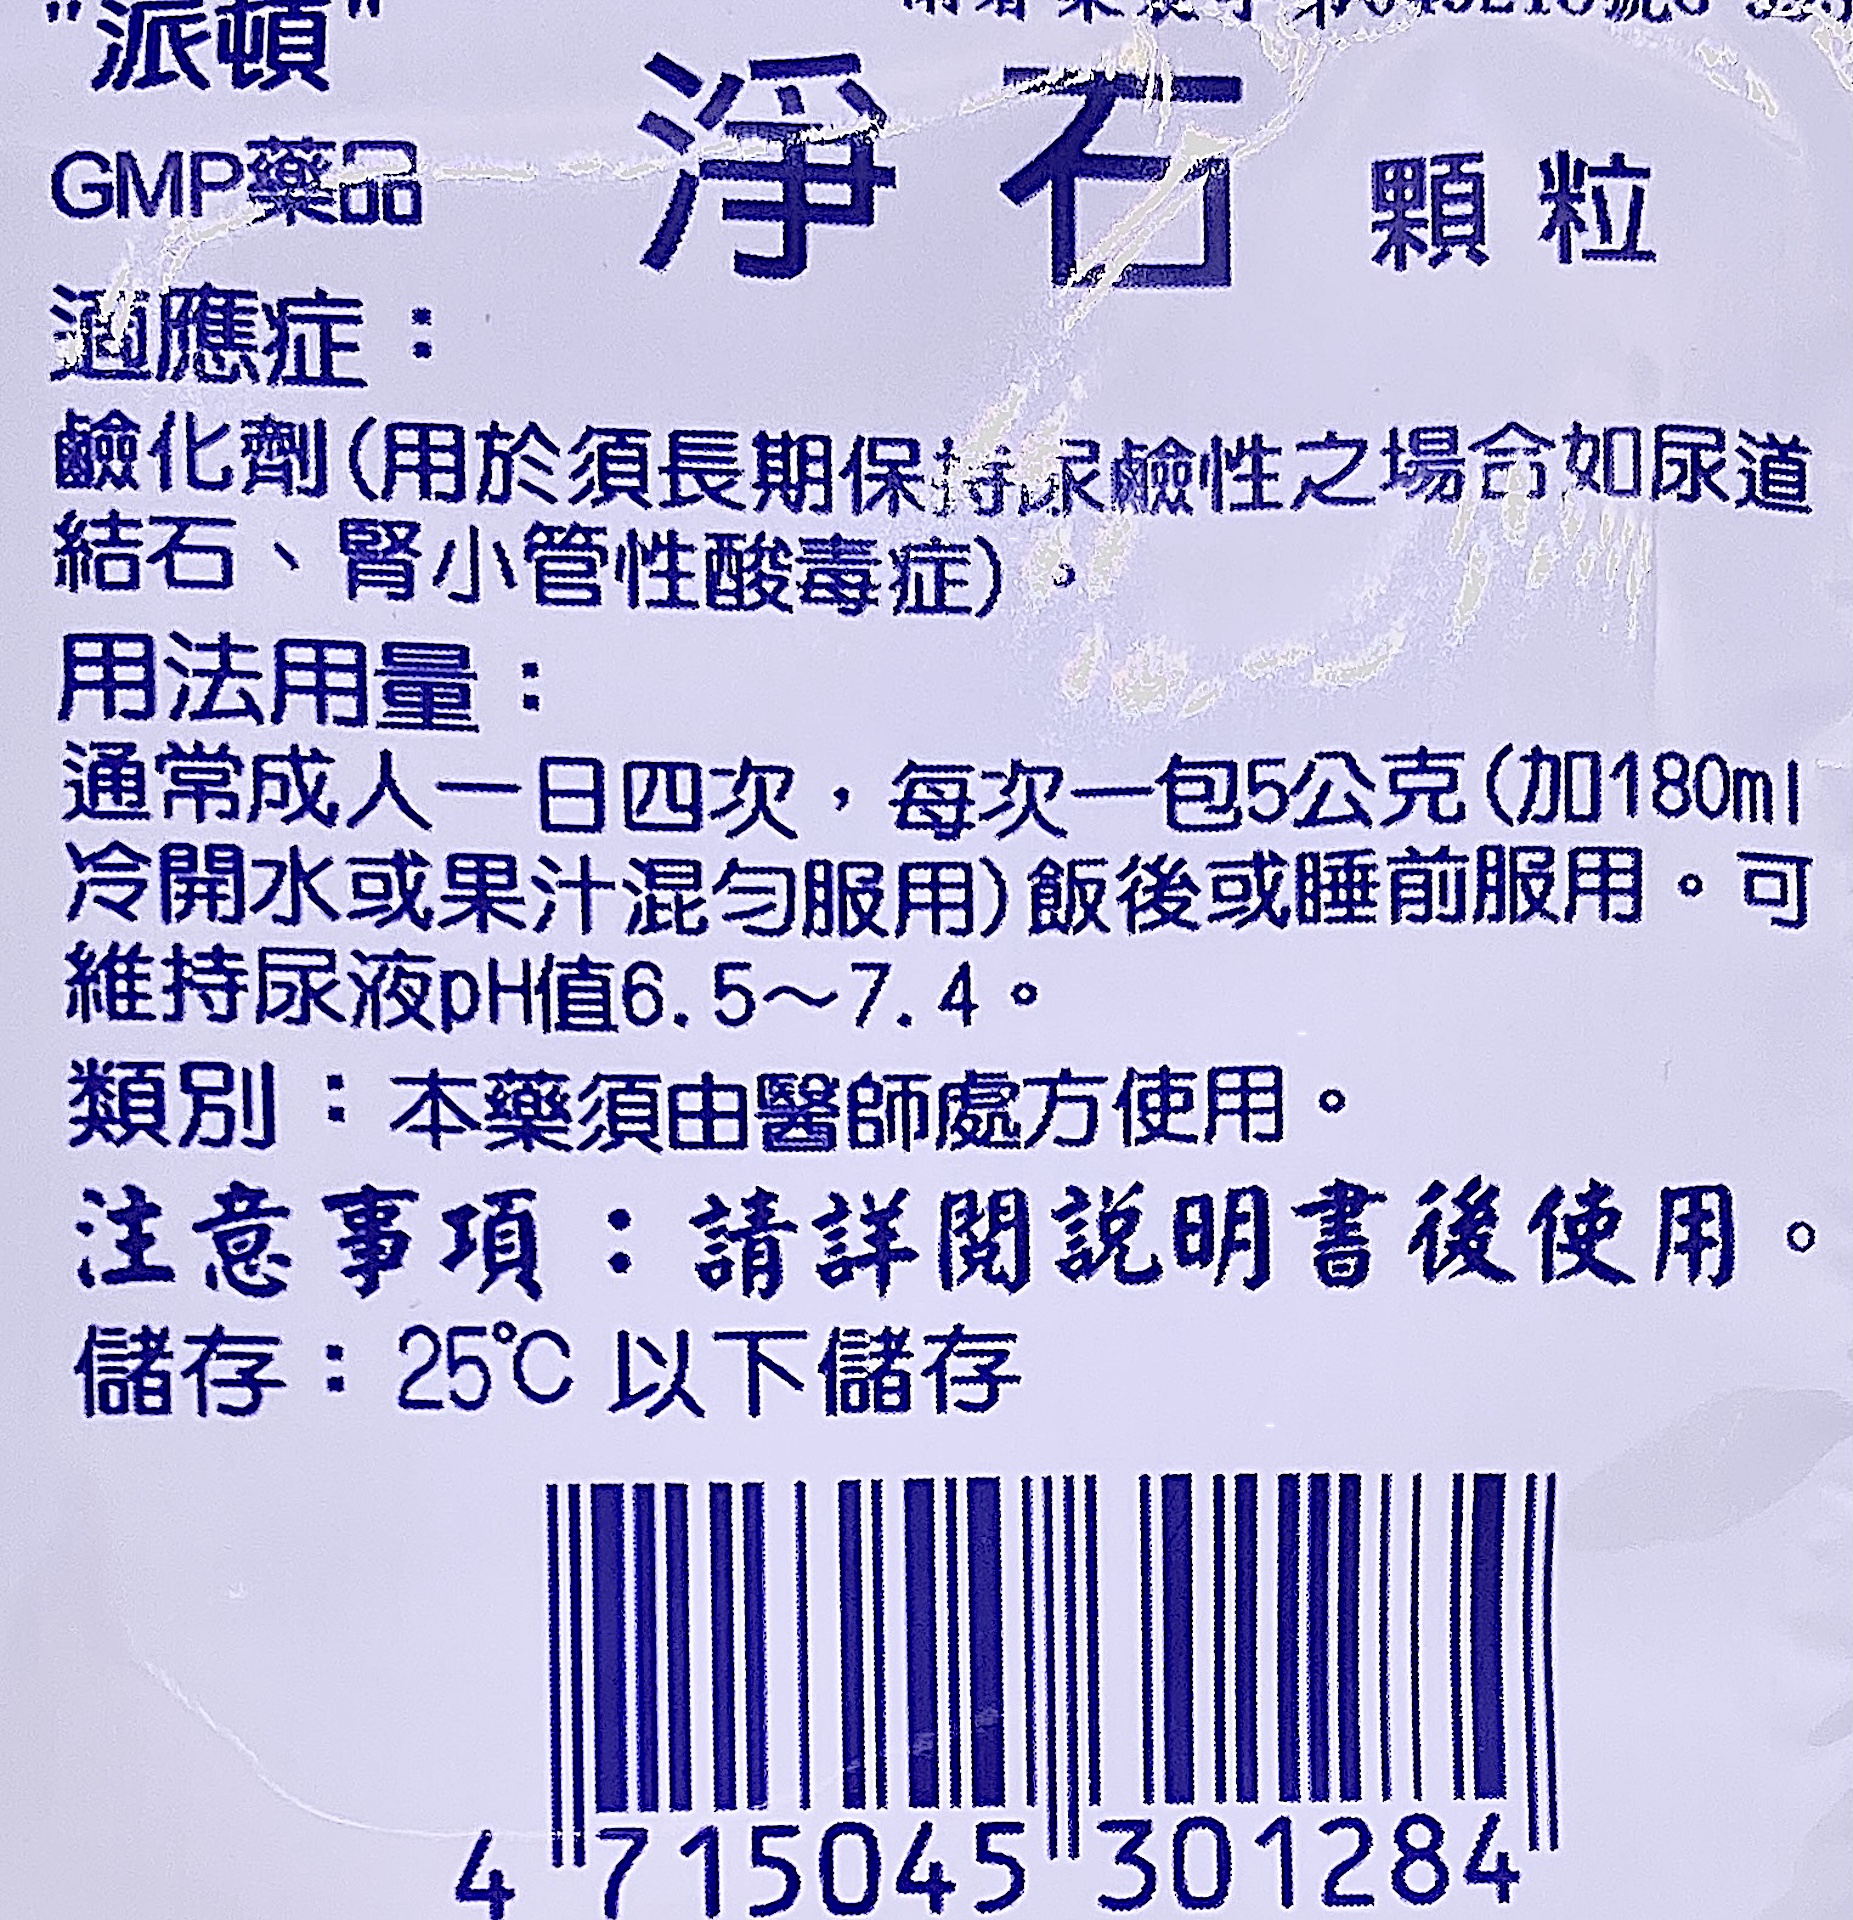 "派頓"
淨石顆粒
GMP藥品
適應症：
鹼化劑(用於須長期保持尿鹼性之場合如尿道
結石、腎小管性酸毒症)。
用法用量：
通常成人一日四次，每次一包5公克(加180ml
冷開水或果汁混勻服用)飯後或睡前服用。可
維持尿液pH值6.5～7.4。
類別：本藥須由醫師處方使用。
注意事項：請詳閱說明書後使用。
儲存：25℃ 以下儲存
4 715045 301284